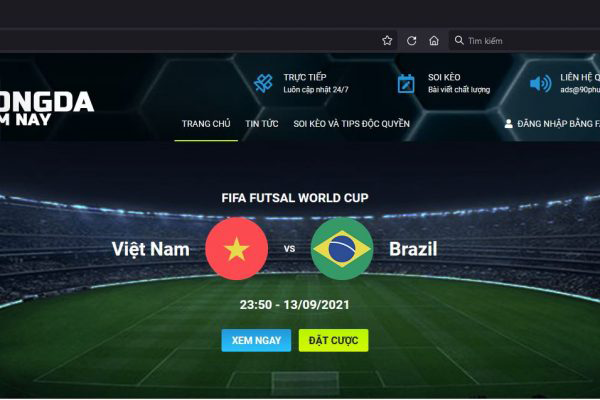 Tìm kiếm
TRỰC TIẾP
Luôn cập nhật 24/7
SOI KÈO
Bài viết chất lượng
LIÊN HỆ Q
ads@90phu
ONGDA
M NAY
TRANG CHỦ
TIN TỨC
SOI KÈO VÀ TIPS ĐỘC QUYỀN
ĐĂNG NHẬP BẰNG FA
FIFA FUTSAL WORLD CUP
Việt Nam
vs
Brazil
23:50 - 13/09/2021
XEM NGAY
ĐẶT CƯỢC